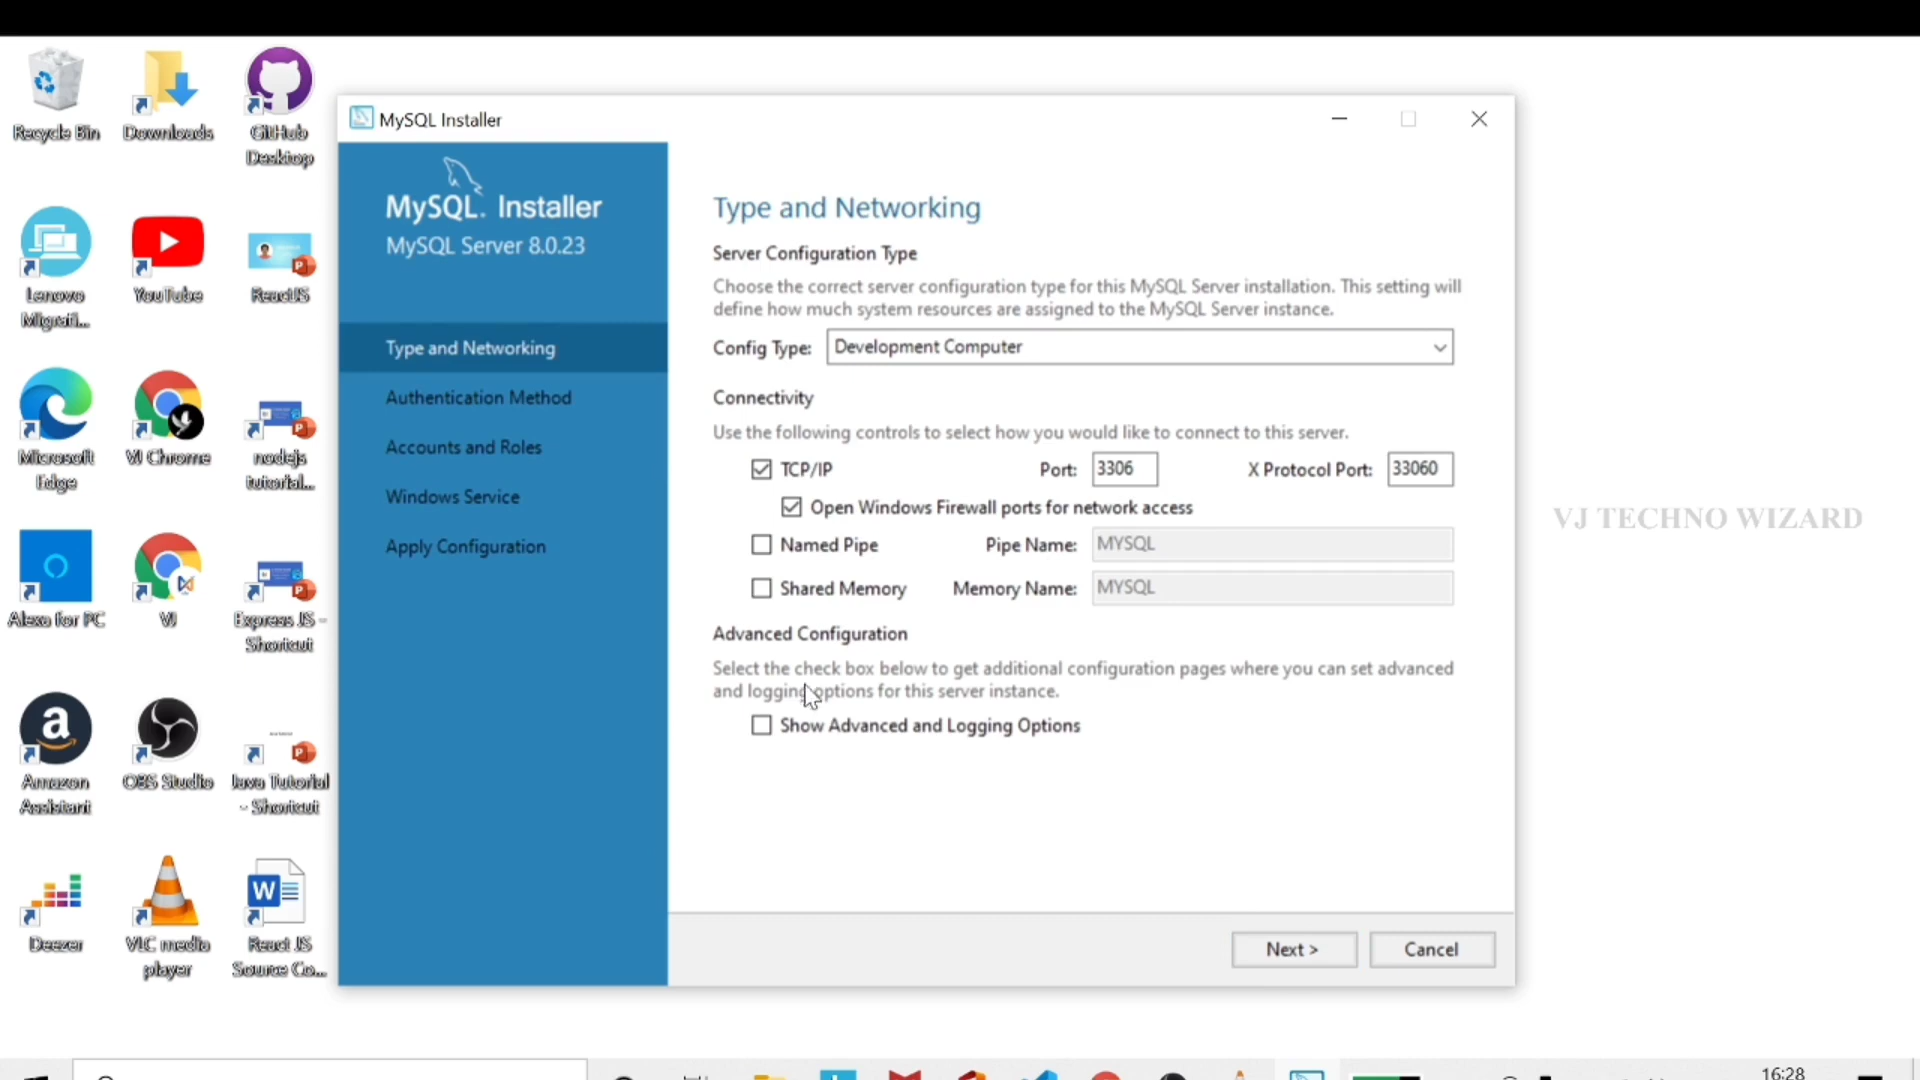 Recycle Bin
Downloads
GitHub
Desktop
Lenovo
Migrati...
YouTube
ReactJS
Microsoft
Edge
VJ Chrome
nodejs
tutorial...
Alexa for PC
VJ
Express JS -
Shortcut
Amazon
Assistant
OBS Studio
Java Tutorial
- Shortcut
Deezer
VLC media
player
React JS
Source Co...
MySQL Installer
MySQL. Installer
MySQL Server 8.0.23
Type and Networking
Authentication Method
Accounts and Roles
Windows Service
Apply Configuration
Type and Networking
Server Configuration Type
Choose the correct server configuration type for this MySQL Server installation. This setting will
define how much system resources are assigned to the MySQL Server instance.
Config Type: Development Computer
Connectivity
Use the following controls to select how you would like to connect to this server.
TCP/IP Port: 3306 X Protocol Port: 33060
Open Windows Firewall ports for network access
Named Pipe Pipe Name: MYSQL
Shared Memory Memory Name: MYSQL
Advanced Configuration
Select the check box below to get additional configuration pages where you can set advanced
and logging options for this server instance.
Show Advanced and Logging Options
Next >
Cancel
VJ TECHNO WIZARD
16:28